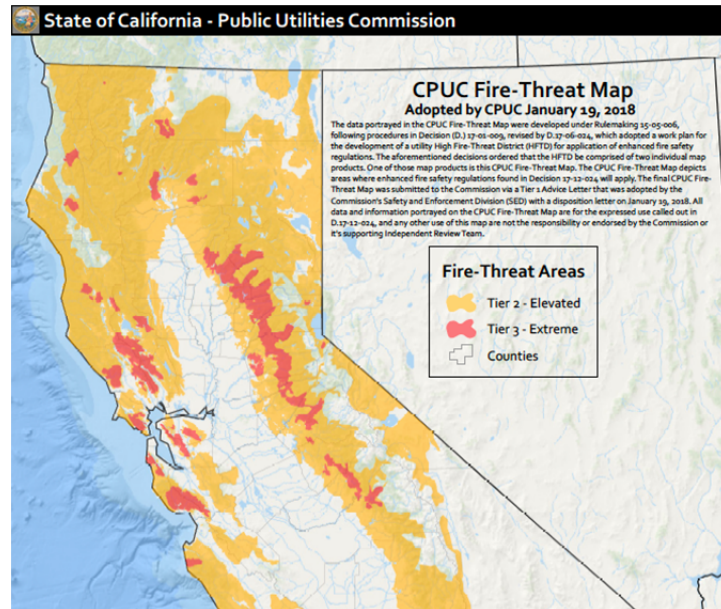 State of California - Public Utilities Commission
CPUC Fire-Threat Map
Adopted by CPUC January 19, 2018
The data portrayed in the CPUC Fire-Threat Map were developed under Rulemaking 15-05-006,
following procedures in Decision (D.) 17-01-009, revised by D.17-06-024, which adopted a work plan for
the development of a utility High Fire-Threat District (HFTD) for application of enhanced fire safety
regulations. The aforementioned decisions ordered that the HFTD be comprised of two individual map
products. One of those map products is this CPUC Fire-Threat Map. The CPUC Fire-Threat Map depicts
areas where enhanced fire safety regulations found in Decision 17-12-024 will apply. The final CPUC Fire-
Threat Map was submitted to the Commission via a Tier 1 Advice Letter that was adopted by the
Commission's Safety and Enforcement Division (SED) with a disposition letter on January 19, 2018. All
data and information portrayed on the CPUC Fire-Threat Map are for the expressed use called out in
D.17-12-024, and any other use of this map are not the responsibility or endorsed by the Commission or
it's supporting Independent Review Team.
Fire-Threat Areas
Tier 2 - Elevated
Tier 3 - Extreme
Counties